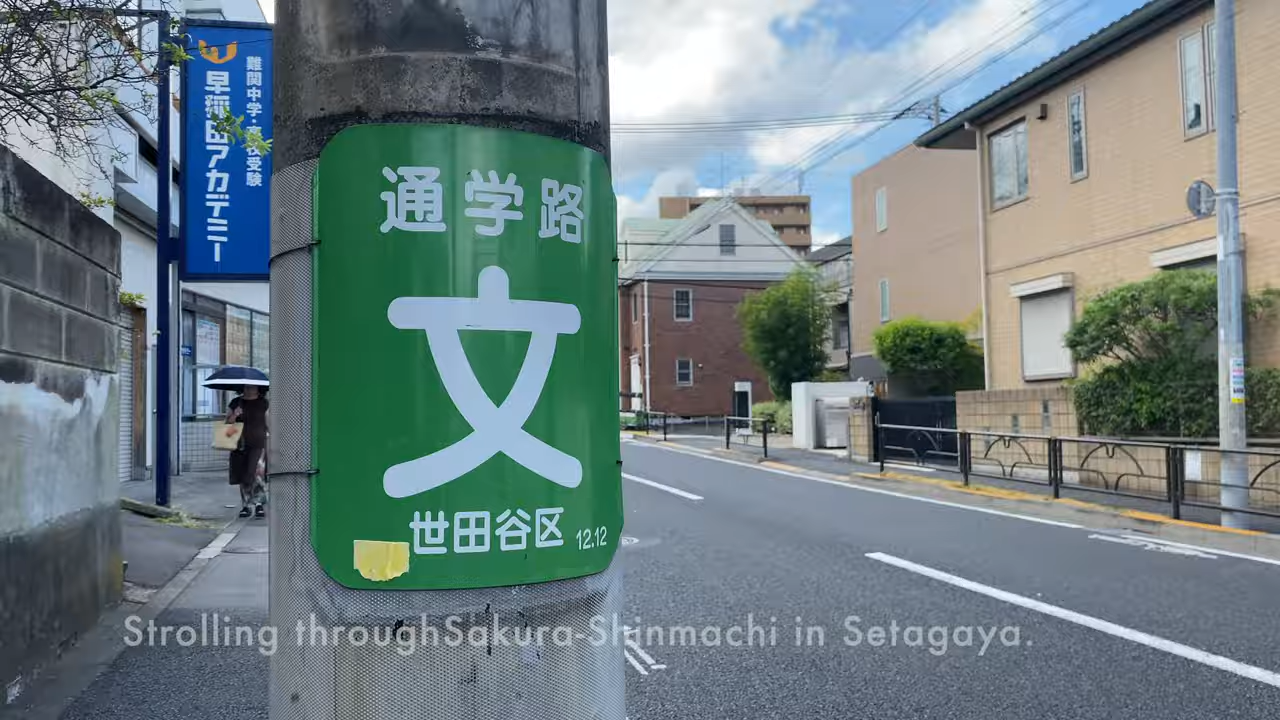 難関中学・高校受験
早稲田アカデミー
通学路
文
世田谷区 12.12
Strolling throughSakura-Shinmachi in Setagaya.